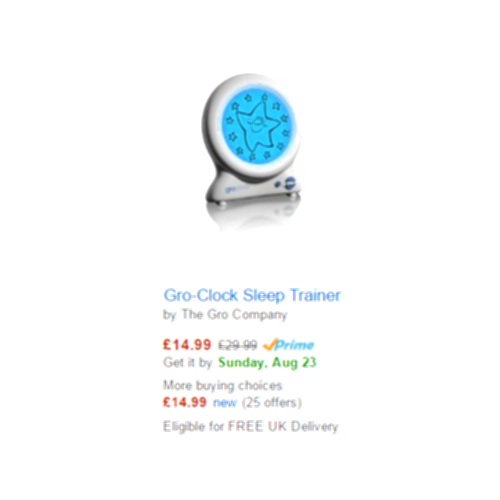 Gro-Clock Sleep Trainer
by The Gro Company
£14.99 £29.99 Prime
Get it by Sunday, Aug 23
More buying choices
£14.99 new (25 offers)
Eligible for FREE UK Delivery